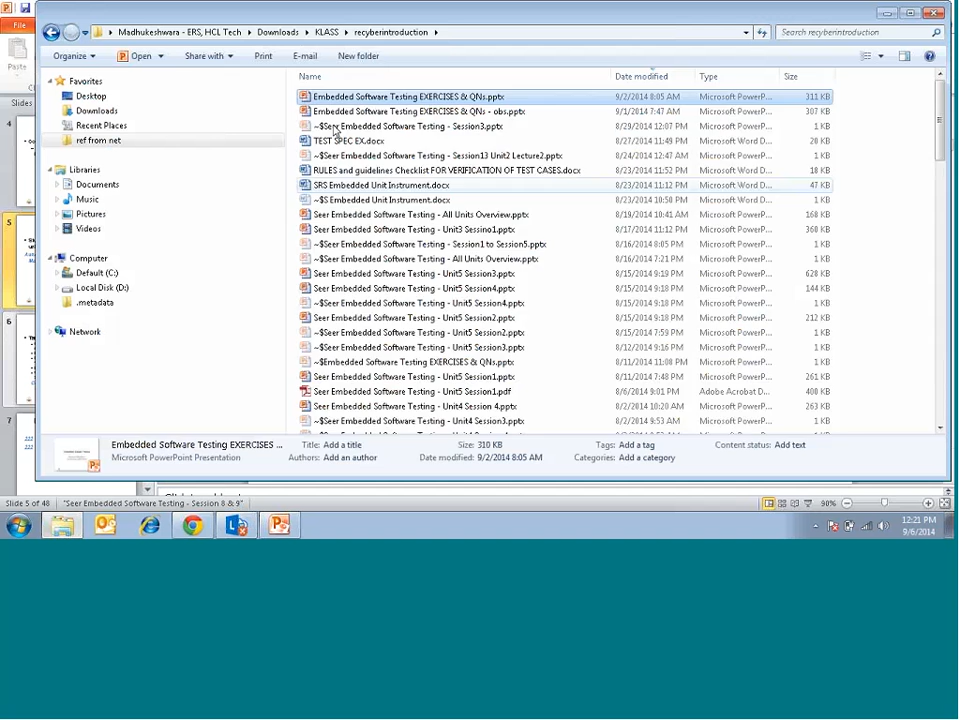 Madhukeshwara - ERS, HCL Tech Downloads KLASS recyberintroduction
Search recyberintroduction
File
Organize Open Share with Print E-mail New folder
Paste
Slides
Name Date modified Type Size
Favorites
Desktop
Downloads
Recent Places
ref from net
Libraries
Documents
Music
Pictures
Videos
Computer
Default (C:)
Local Disk (D:)
.metadata
Network
Embedded Software Testing EXERCISES & QNs.pptx 9/2/2014 8:05 AM Microsoft PowerP... 311 KB
Embedded Software Testing EXERCISES & QNs - obs.pptx 9/1/2014 7:47 AM Microsoft PowerP... 307 KB
~$Seer Embedded Software Testing - Session3.pptx 8/29/2014 12:07 PM Microsoft PowerP... 1 KB
TEST SPEC EX.docx 8/27/2014 11:49 PM Microsoft Word D... 28 KB
~$Seer Embedded Software Testing - Session13 Unit2 Lecture2.pptx 8/24/2014 12:47 AM Microsoft PowerP... 1 KB
RULES and guidelines Checklist FOR VERIFICATION OF TEST CASES.docx 8/23/2014 11:52 PM Microsoft Word D... 18 KB
SRS Embedded Unit Instrument.docx 8/23/2014 11:12 PM Microsoft Word D... 47 KB
~$S Embedded Unit Instrument.docx 8/23/2014 10:58 PM Microsoft Word D... 1 KB
Seer Embedded Software Testing - All Units Overview.pptx 8/19/2014 10:41 AM Microsoft PowerP... 168 KB
Seer Embedded Software Testing - Unit3 Session1.pptx 8/17/2014 11:12 PM Microsoft PowerP... 368 KB
~$Seer Embedded Software Testing - Session1 to Session5.pptx 8/16/2014 8:05 PM Microsoft PowerP... 1 KB
~$Seer Embedded Software Testing - All Units Overview.pptx 8/16/2014 7:21 PM Microsoft PowerP... 1 KB
Seer Embedded Software Testing - Unit5 Session3.pptx 8/15/2014 9:19 PM Microsoft PowerP... 628 KB
Seer Embedded Software Testing - Unit5 Session4.pptx 8/15/2014 9:18 PM Microsoft PowerP... 144 KB
~$Seer Embedded Software Testing - Unit5 Session4.pptx 8/15/2014 9:18 PM Microsoft PowerP... 1 KB
Seer Embedded Software Testing - Unit5 Session2.pptx 8/15/2014 9:18 PM Microsoft PowerP... 212 KB
~$Seer Embedded Software Testing - Unit5 Session2.pptx 8/15/2014 7:59 PM Microsoft PowerP... 1 KB
~$Seer Embedded Software Testing - Unit5 Session3.pptx 8/12/2014 9:16 PM Microsoft PowerP... 1 KB
~$Embedded Software Testing EXERCISES & QNs.pptx 8/11/2014 11:08 PM Microsoft PowerP... 1 KB
Seer Embedded Software Testing - Unit5 Session1.pptx 8/11/2014 7:48 PM Microsoft PowerP... 261 KB
Seer Embedded Software Testing - Unit5 Session1.pdf 8/6/2014 9:01 PM Adobe Acrobat D... 400 KB
Seer Embedded Software Testing - Unit4 Session 4.pptx 8/2/2014 10:20 AM Microsoft PowerP... 263 KB
~$Seer Embedded Software Testing - Unit4 Session3.pptx 8/2/2014 9:53 AM Microsoft PowerP... 1 KB
4
5
6
7
Embedded Software Testing EXERCISES ... Title: Add a title Size: 310 KB Tags: Add a tag Content status: Add text
Microsoft PowerPoint Presentation Authors: Add an author Date modified: 9/2/2014 8:05 AM Categories: Add a category
Slide 5 of 48 "Seer Embedded Software Testing - Session 8 & 9" 90%
12:21 PM
9/6/2014